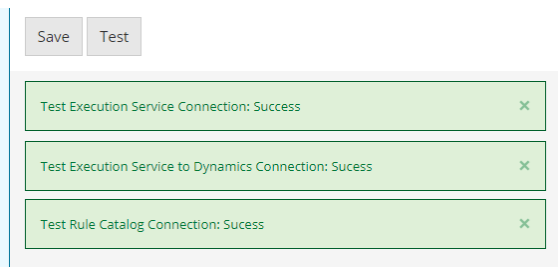 Save Test
Test Execution Service Connection: Success ×
Test Execution Service to Dynamics Connection: Sucess ×
Test Rule Catalog Connection: Sucess ×